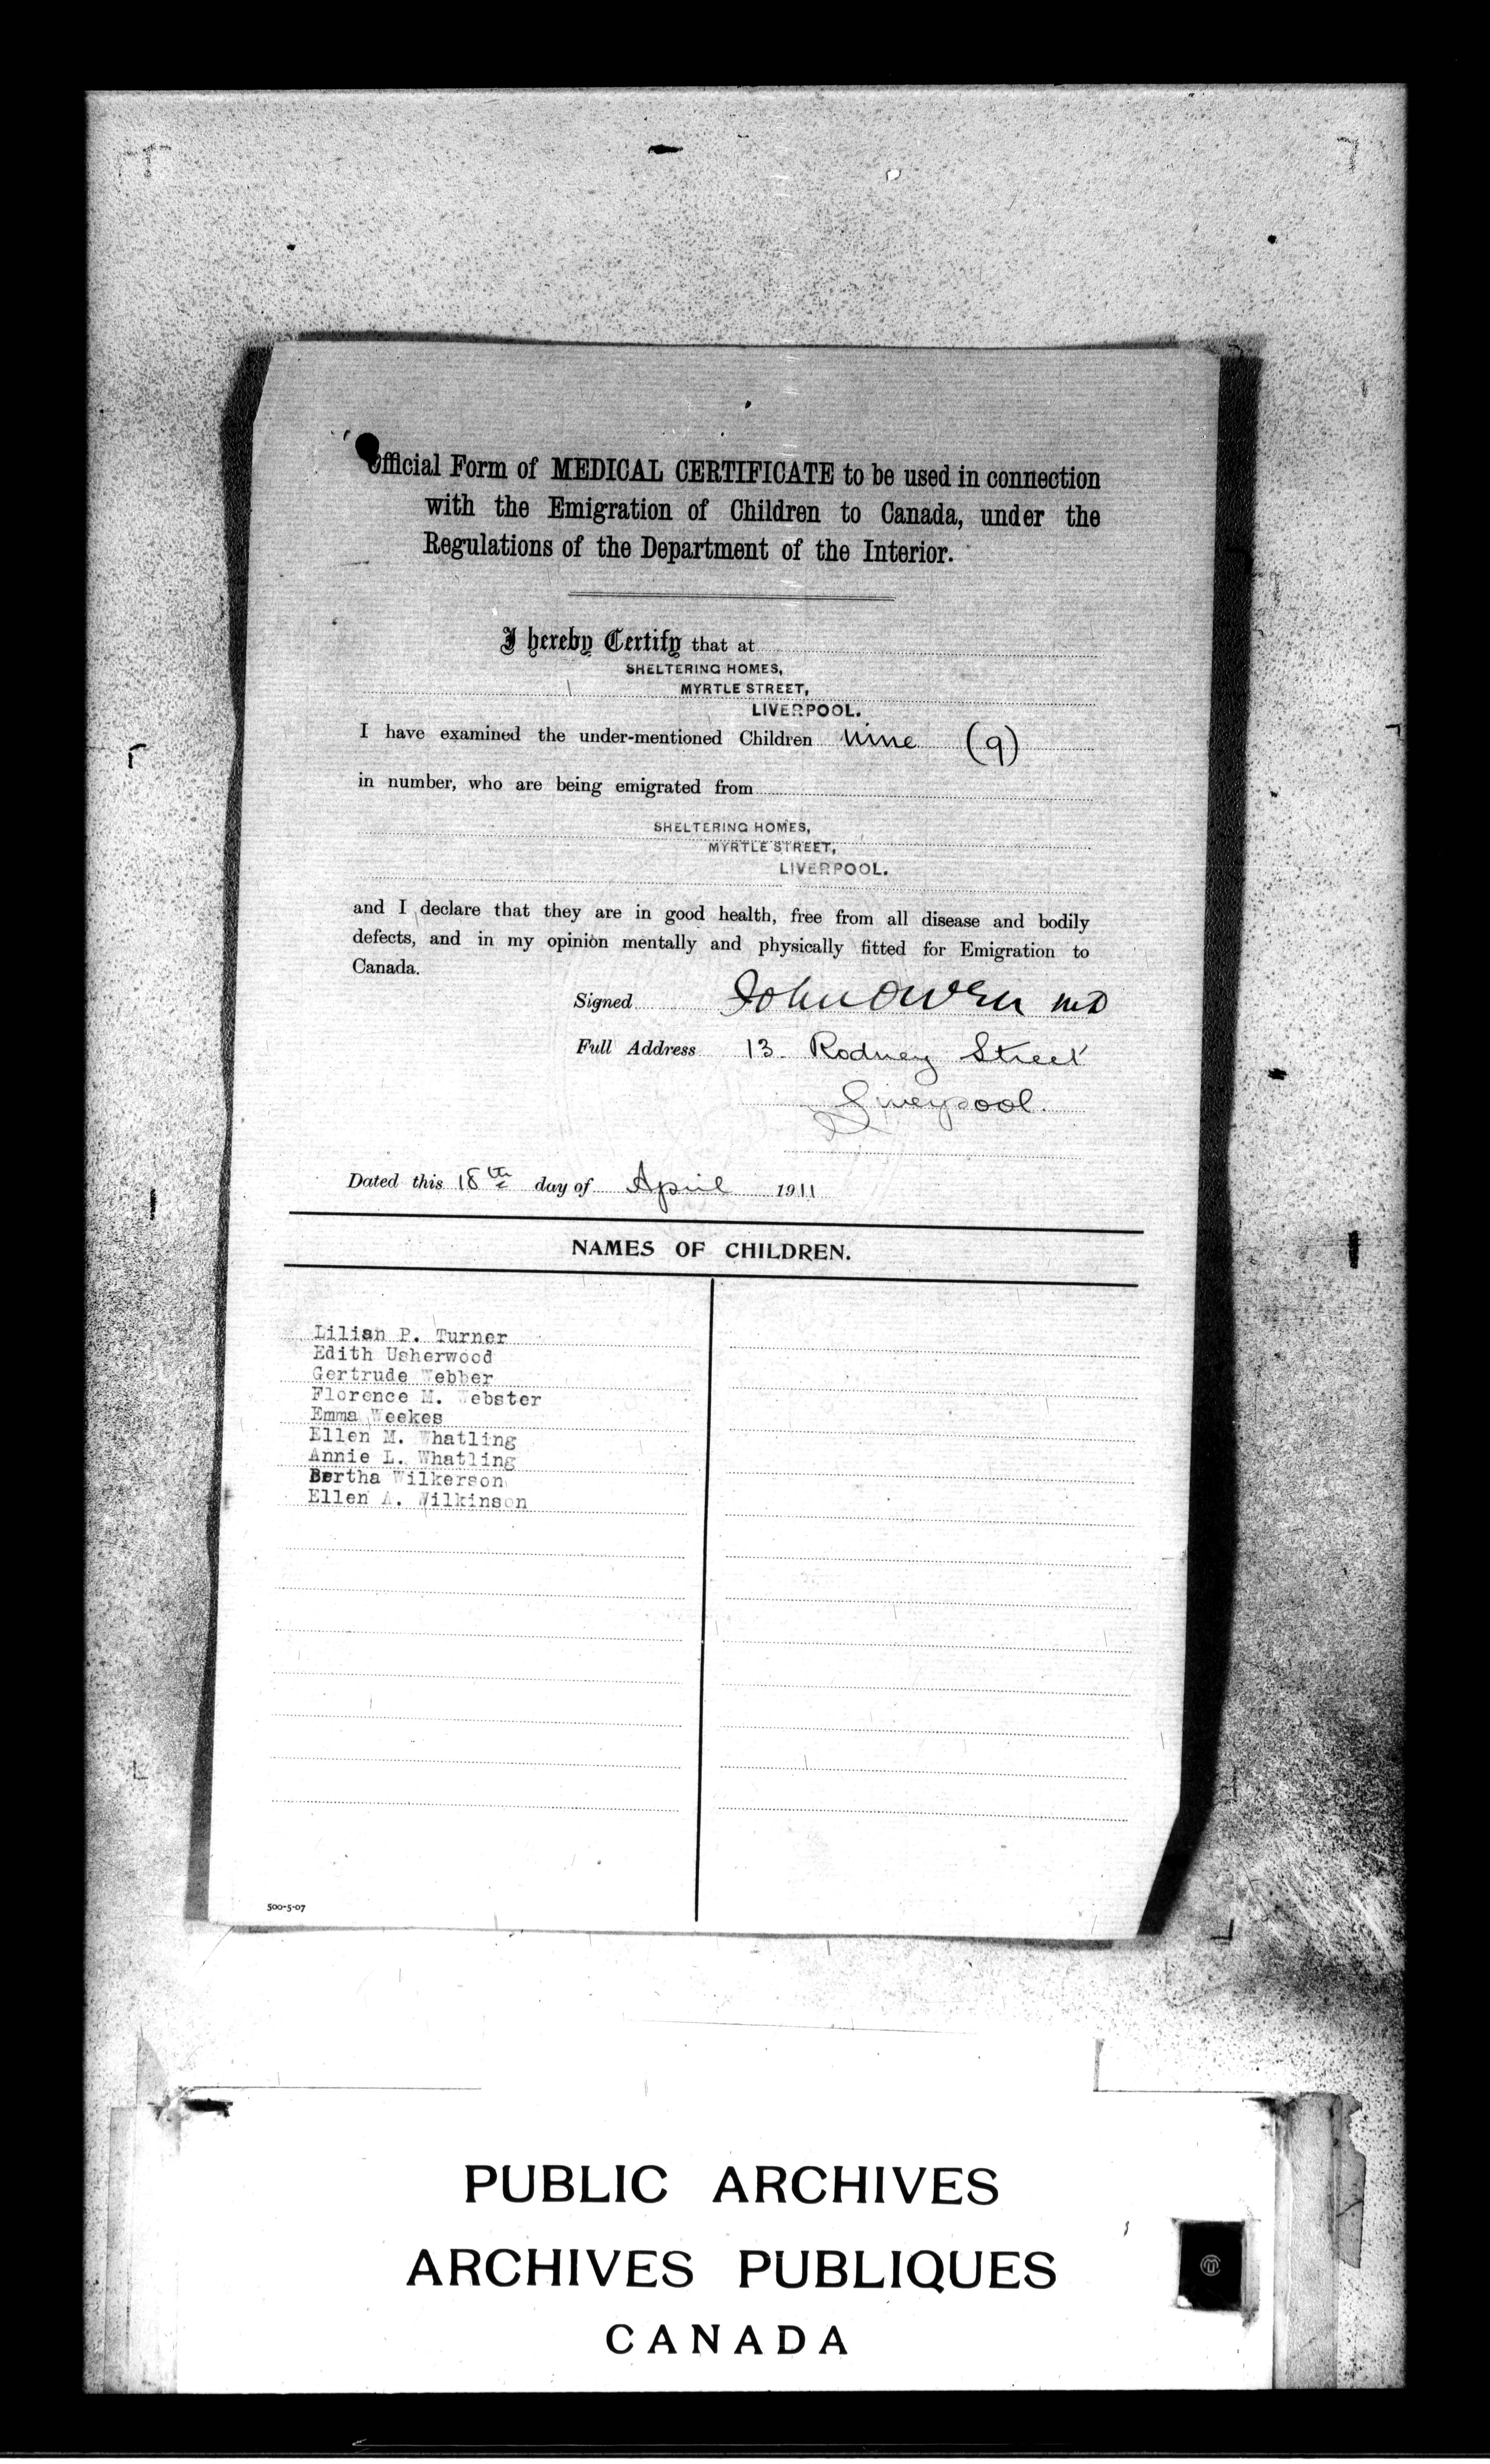 Official Form of MEDICAL CERTIFICATE to be used in connection
with the Emigration of Children to Canada, under the
Regulations of the Department of the Interior.
I hereby Certify that at
SHELTERING HOMES,
MYRTLE STREET,
LIVERPOOL.
I have examined the under-mentioned Children nine (9)
in number, who are being emigrated from
SHELTERING HOMES,
MYRTLE STREET,
LIVERPOOL.
and I declare that they are in good health, free from all disease and bodily
defects, and in my opinion mentally and physically fitted for Emigration to
Canada.
Signed John Owen MD
Full Address 13. Rodney Street
Liverpool.
Dated this 18th day of April 1911
NAMES OF CHILDREN.
Lilian P. Turner
Edith Usherwood
Gertrude Webber
Florence M. Webster
Emma Weekes
Ellen M. Whatling
Annie L. Whatling
Bertha Wilkerson
Ellen A. Wilkinson
500-5-07
PUBLIC ARCHIVES
ARCHIVES PUBLIQUES
CANADA